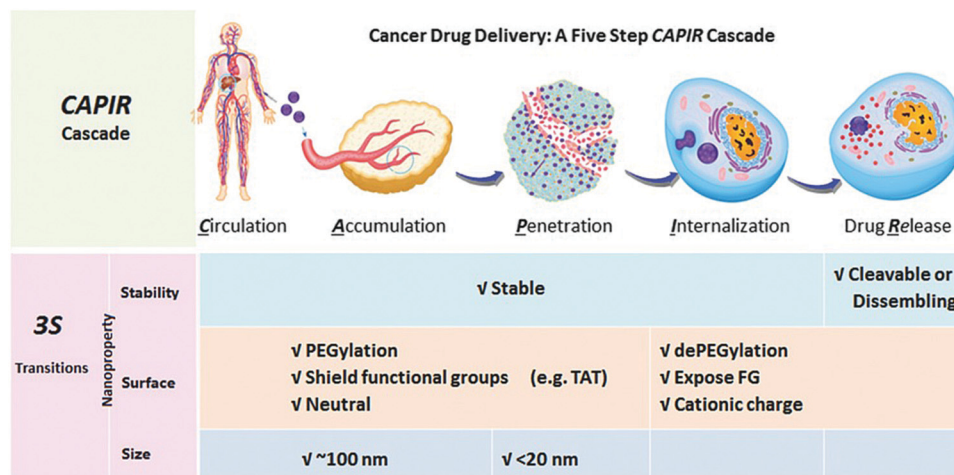 Cancer Drug Delivery: A Five Step CAPIR Cascade
CAPIR
Cascade
Circulation
Accumulation
Penetration
Internalization
Drug Release
3S
Transitions
Nanoproperty
Stability
√ Stable
√ Cleavable or
Dissembling
Surface
√ PEGylation
√ Shield functional groups (e.g. TAT)
√ Neutral
√ dePEGylation
√ Expose FG
√ Cationic charge
Size
√ ~100 nm
√ <20 nm